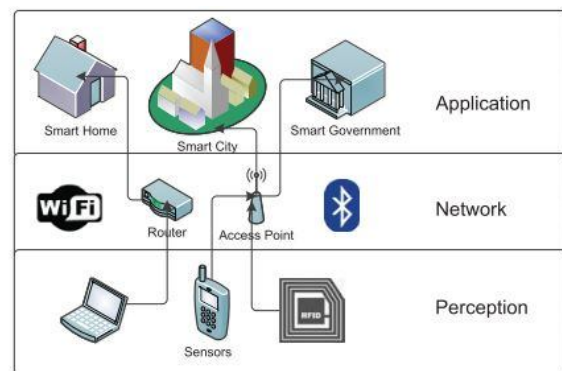 Smart Home
Smart City
Smart Government
Application
WiFi
Router
Access Point
Network
Sensors
RFID
Perception